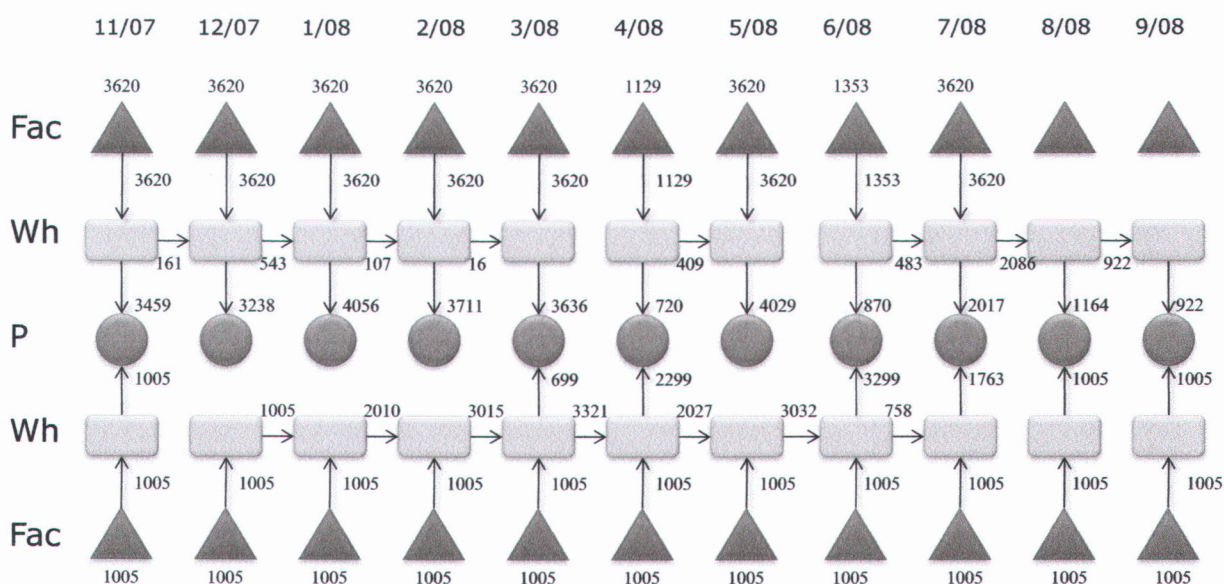 11/07 12/07 1/08 2/08 3/08 4/08 5/08 6/08 7/08 8/08 9/08
3620 3620 3620 3620 3620 1129 3620 1353 3620
Fac
3620 3620 3620 3620 3620 1129 3620 1353 3620
Wh
161 543 107 16 409 483 2086 922
3459 3238 4056 3711 3636 720 4029 870 2017 1164 922
P
1005 699 2299 3299 1763 1005 1005
1005 2010 3015 3321 2027 3032 758
Wh
1005 1005 1005 1005 1005 1005 1005 1005 1005 1005 1005
Fac
1005 1005 1005 1005 1005 1005 1005 1005 1005 1005 1005